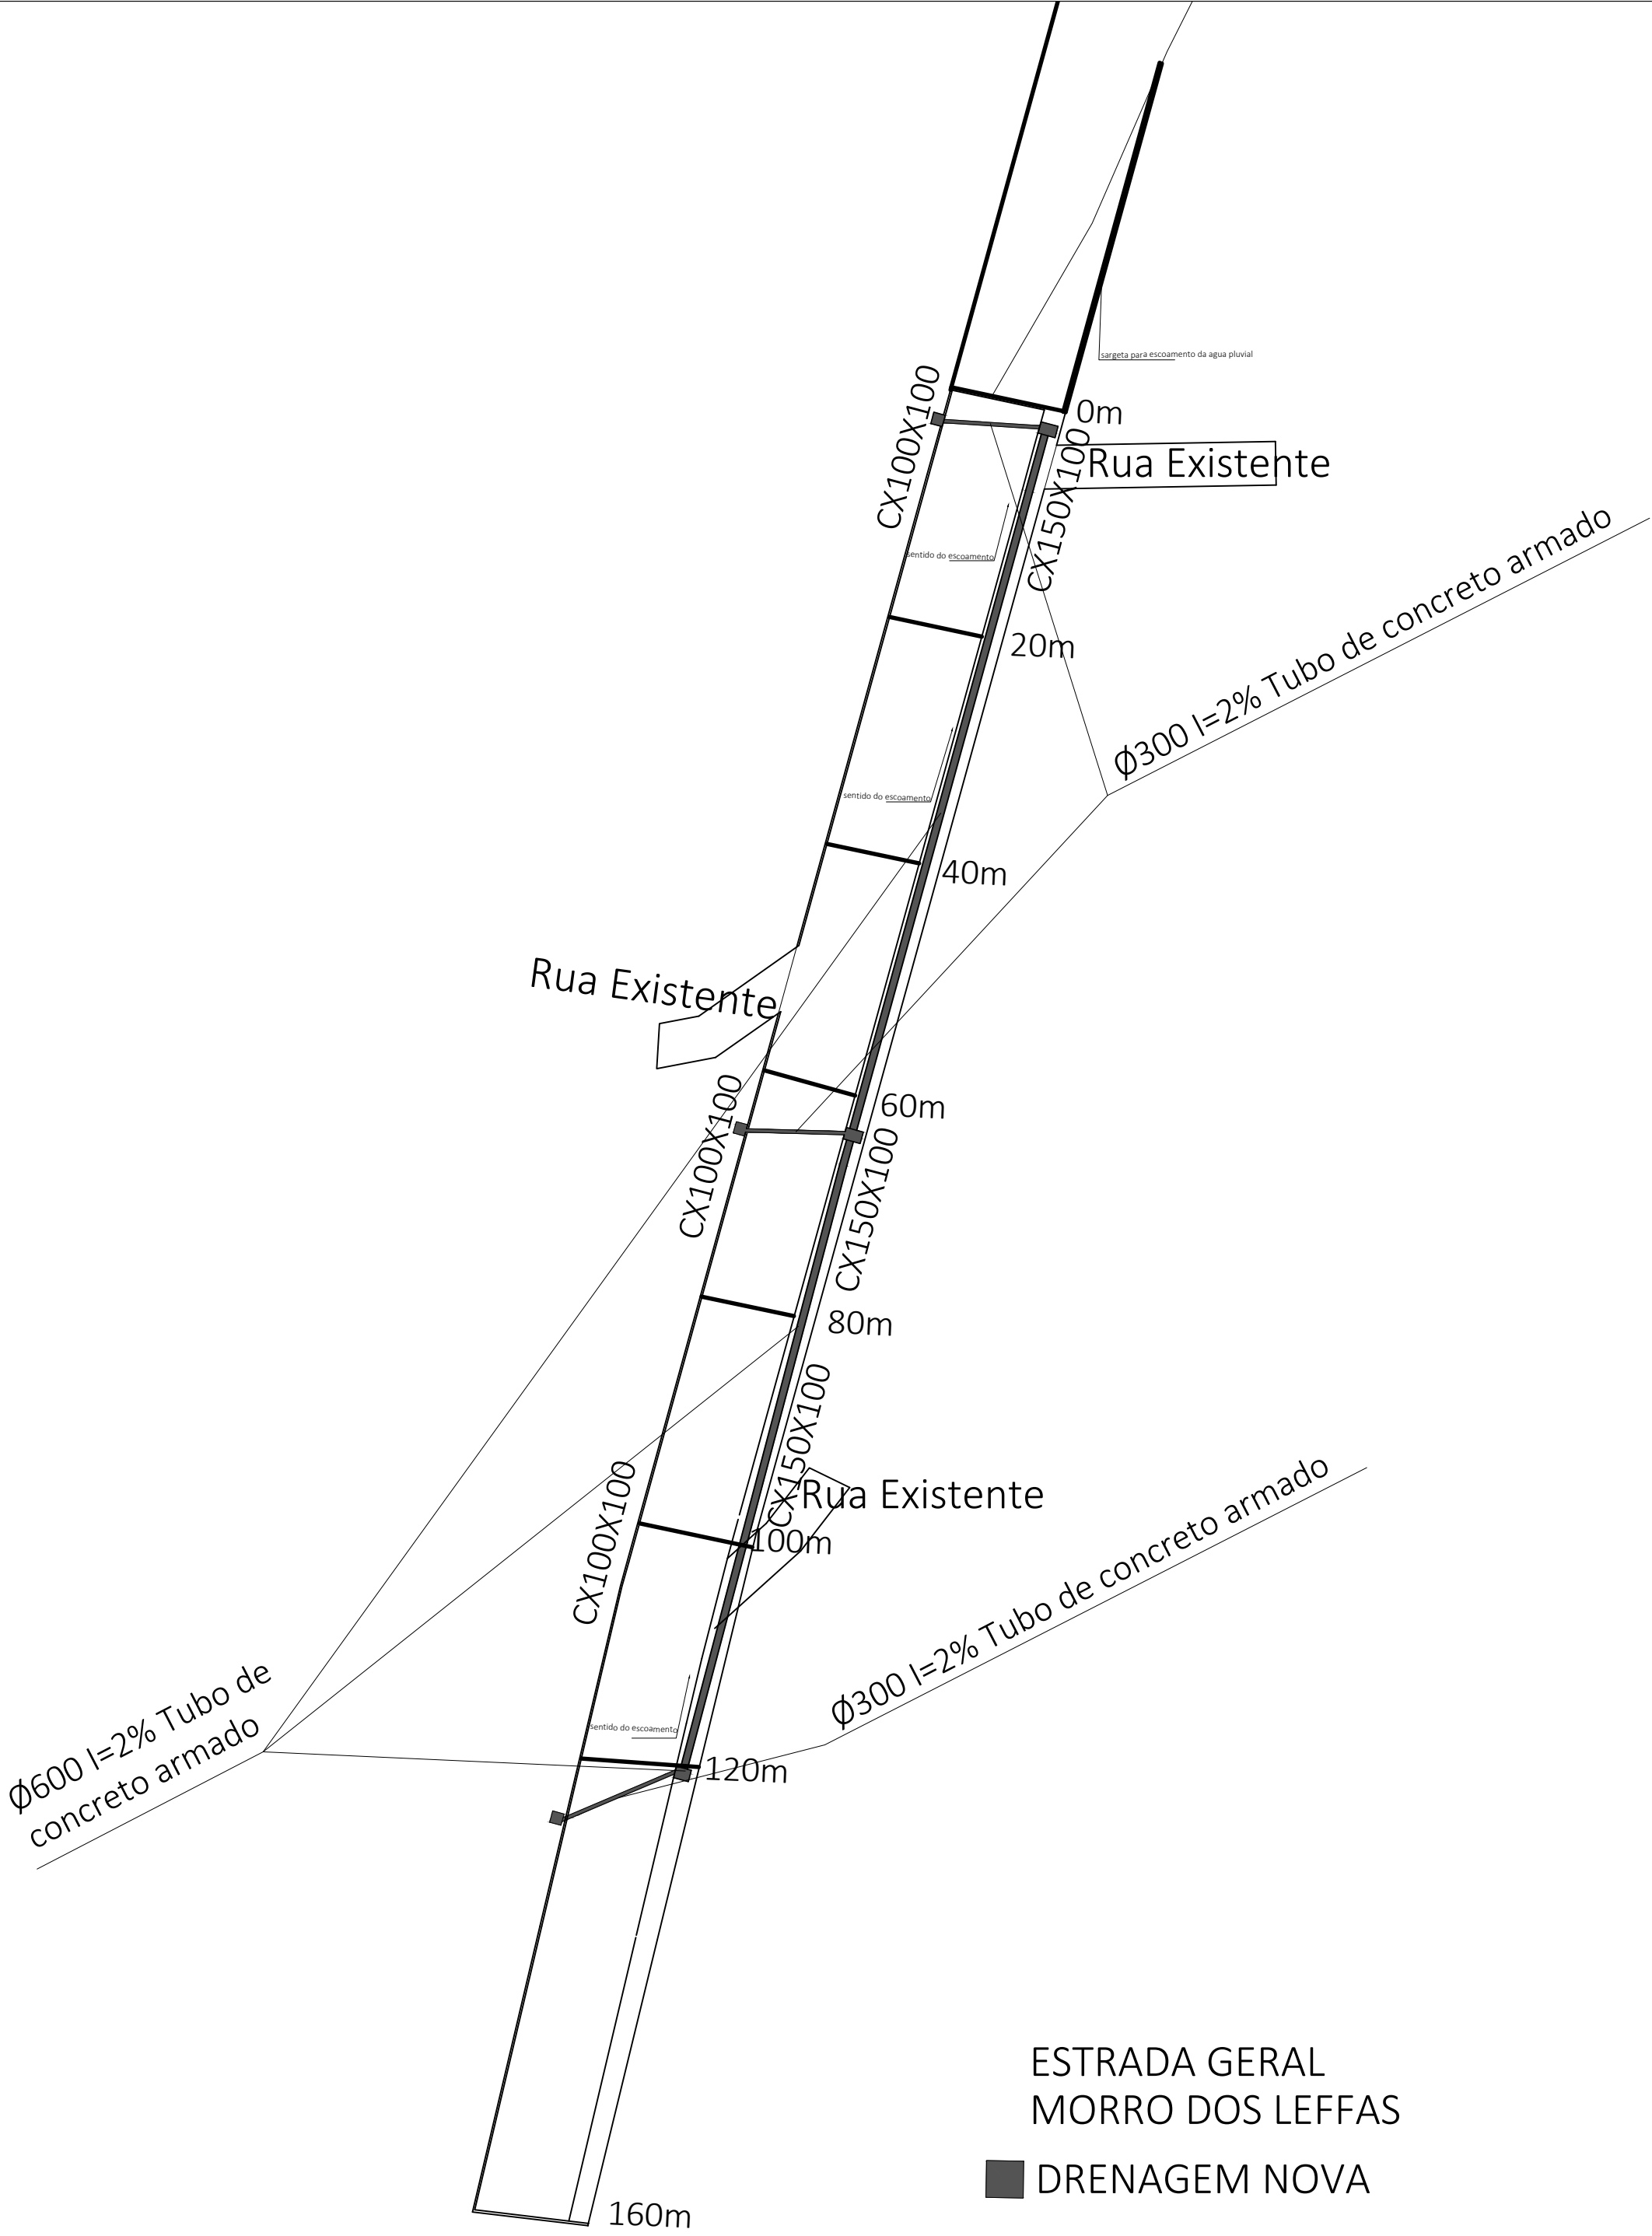 sargeta para escoamento da agua pluvial
CX100X100
0m
CX150X100
Rua Existente
sentido do escoamento
Ø300 I=2% Tubo de concreto armado
20m
sentido do escoamento
40m
Rua Existente
60m
CX100X100
CX150X100
80m
CX150X100
CX100X100
Rua Existente
100m
Ø300 I=2% Tubo de concreto armado
sentido do escoamento
Ø600 I=2% Tubo de
concreto armado
120m
ESTRADA GERAL
MORRO DOS LEFFAS
DRENAGEM NOVA
160m